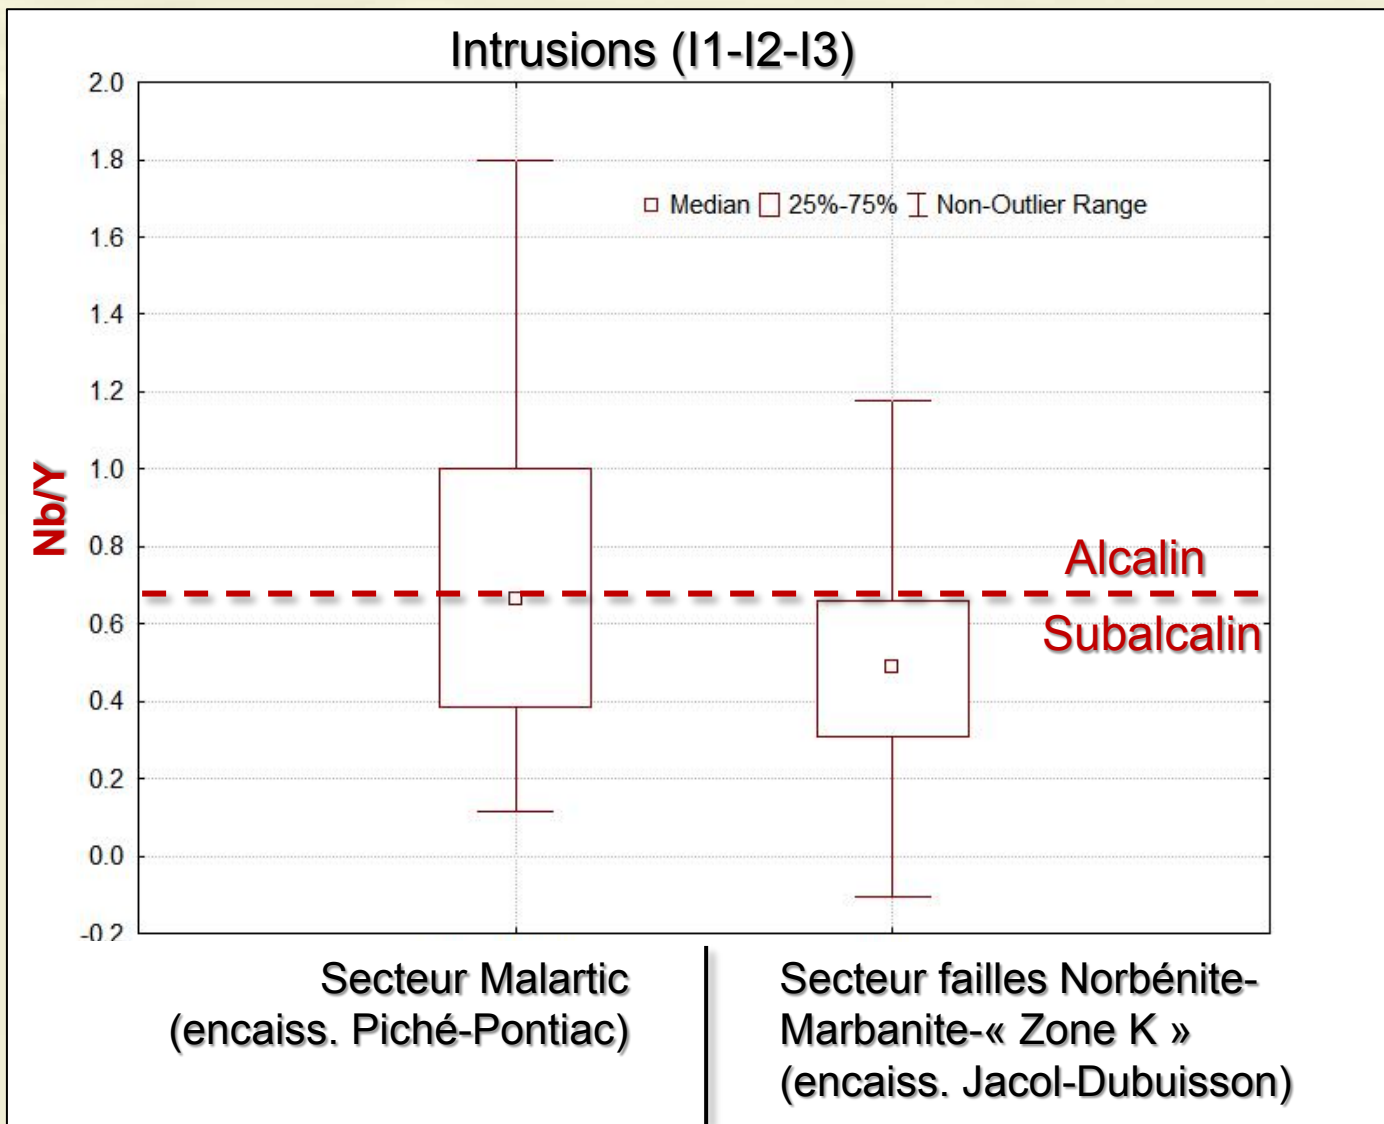 Intrusions (I1-I2-I3)
2.0
1.8
1.6
1.4
1.2
1.0
0.8
0.6
0.4
0.2
0.0
-0.2
Nb/Y
Median 25%-75% Non-Outlier Range
Alcalin
Subalcalin
Secteur Malartic
(encaiss. Piché-Pontiac)
Secteur failles Norbénite-
Marbanite-« Zone K »
(encaiss. Jacol-Dubuisson)